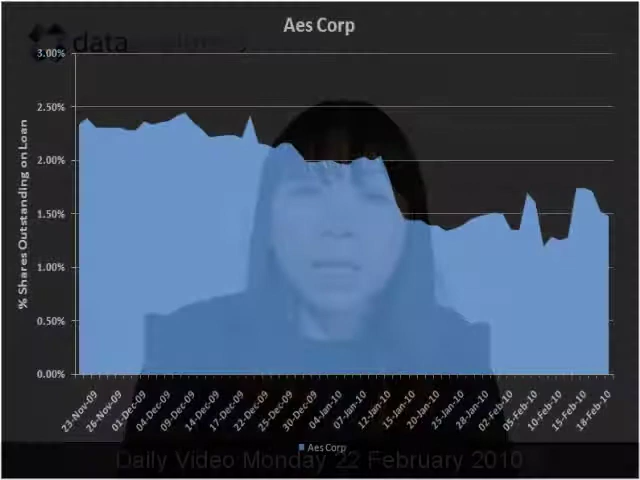 Aes Corp
data
3.00%
2.50%
2.00%
1.50%
1.00%
0.50%
0.00%
% Shares Outstanding on Loan
23-Nov-09
26-Nov-09
01-Dec-09
04-Dec-09
09-Dec-09
14-Dec-09
17-Dec-09
22-Dec-09
25-Dec-09
30-Dec-09
04-Jan-10
07-Jan-10
12-Jan-10
15-Jan-10
20-Jan-10
25-Jan-10
28-Jan-10
02-Feb-10
05-Feb-10
10-Feb-10
15-Feb-10
18-Feb-10
Aes Corp
Daily Video Monday 22 February 2010